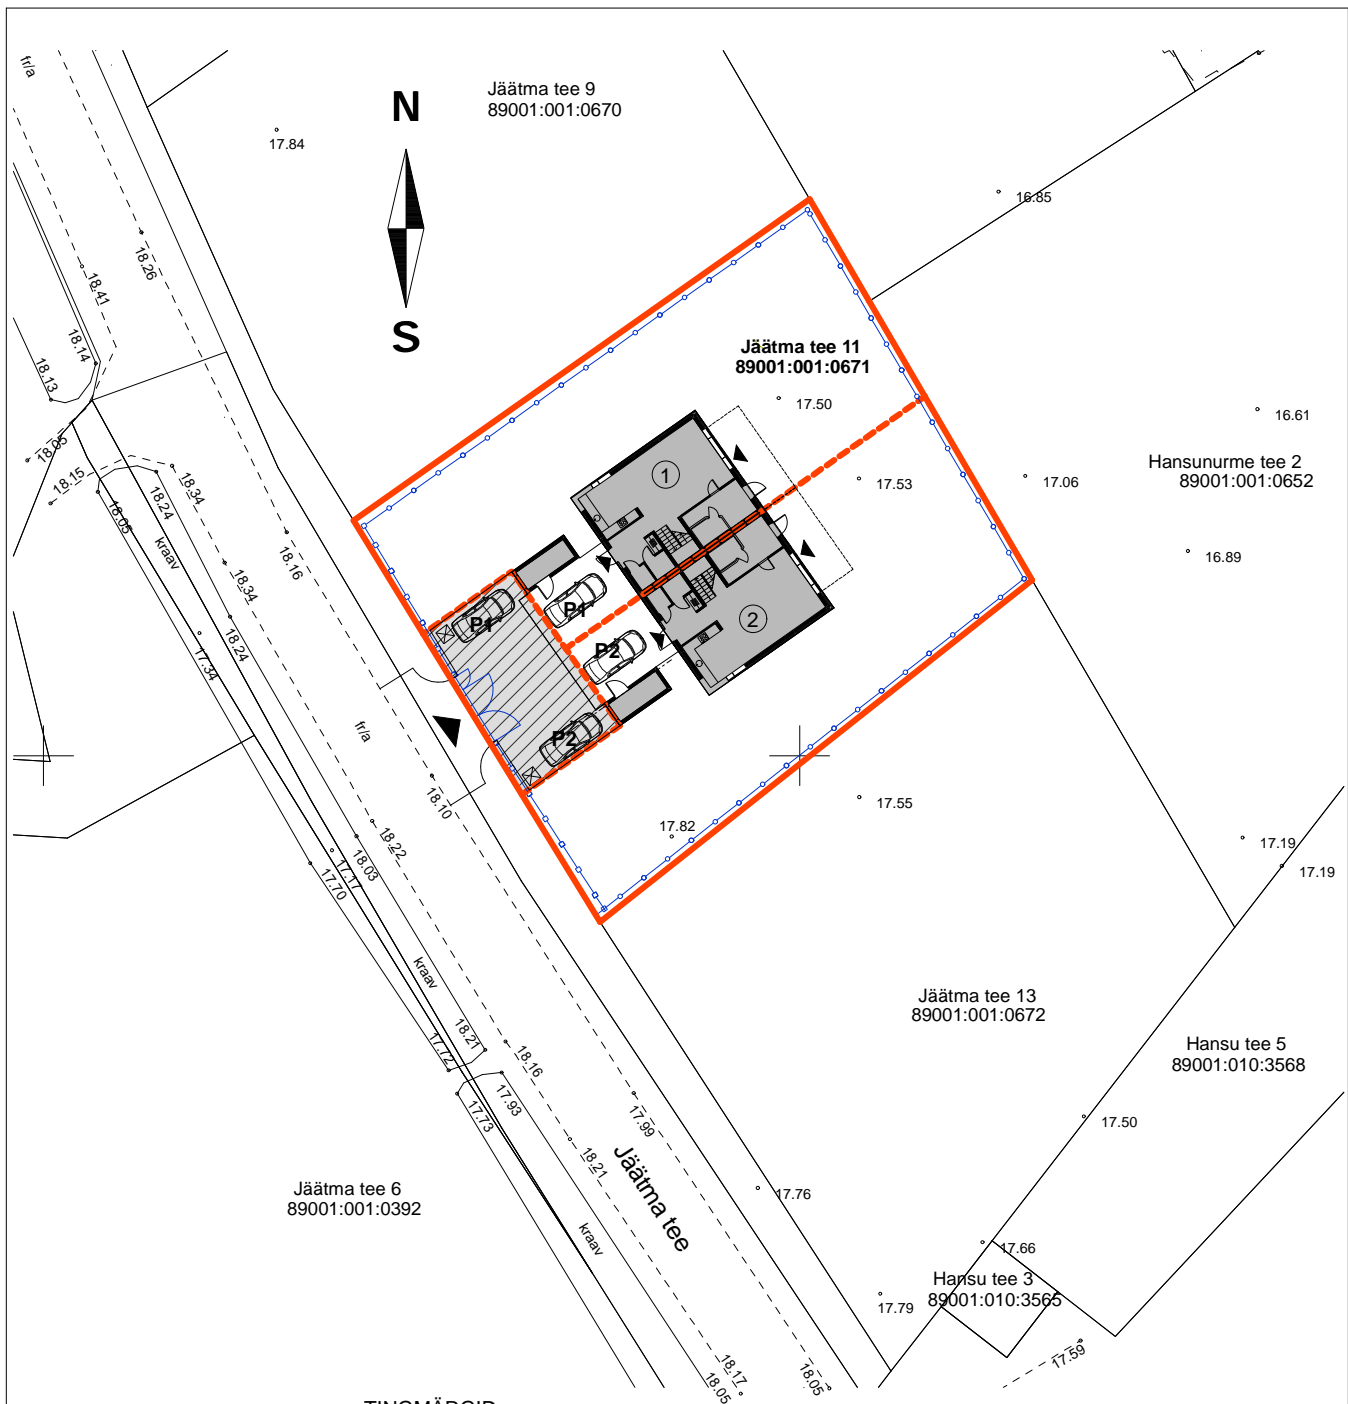 fr/a
Jäätma tee 9
89001:001:0670
N
17.84
16.85
18.26
18.41
S
18.14
18.13
Jäätma tee 11
89001:001:0671
17.50
16.61
18.05
18.15
18.34
18.24
18.05
kraav
1
17.53
17.06
Hansunurme tee 2
89001:001:0652
18.16
16.89
18.34
18.24
17.34
P1
P1
2
P2
P2
fr/a
18.10
17.55
17.82
18.22
18.03
17.17
17.70
17.19
17.19
kraav
Jäätma tee 13
89001:001:0672
18.21
17.72
18.16
Hansu tee 5
89001:010:3568
17.93
17.73
17.99
17.50
18.21
Jäätma tee
Jäätma tee 6
89001:001:0392
17.76
kraav
17.66
Hansu tee 3
89001:010:3565
17.79
17.59
18.17
18.05
18.05